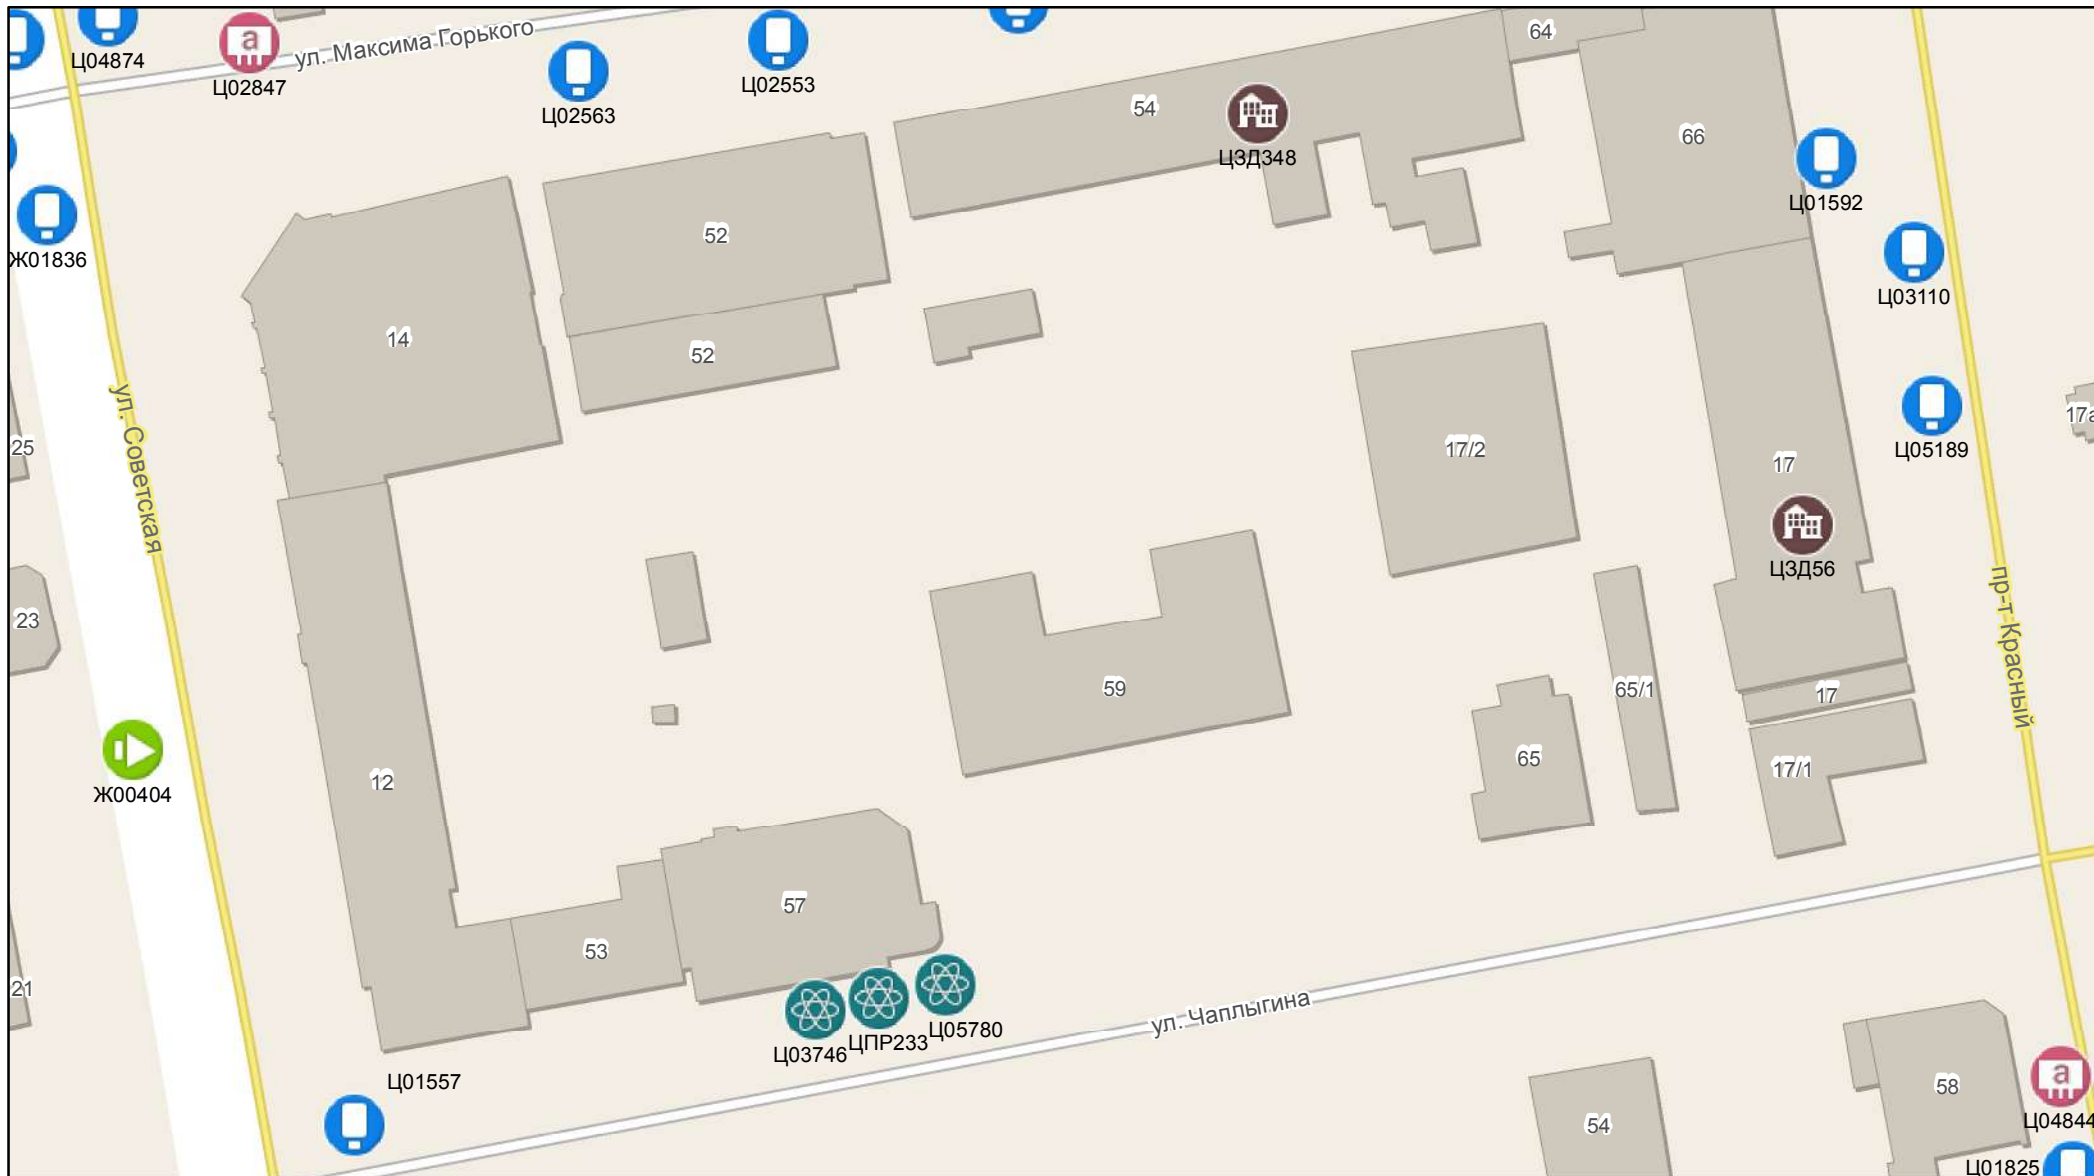 Ц04874
Ц02847
ул. Максима Горького
Ц02563
Ц02553
54
ЦЗД348
64
66
Ц01592
Ж01836
52
14
52
Ц03110
ул. Советская
25
17/2
17
Ц05189
17а
ЦЗД56
23
пр-т Красный
59
65/1
17
65
17/1
12
Ж00404
57
53
21
Ц03746
ЦПР233
Ц05780
ул. Чаплыгина
Ц01557
54
58
Ц04844
Ц01825